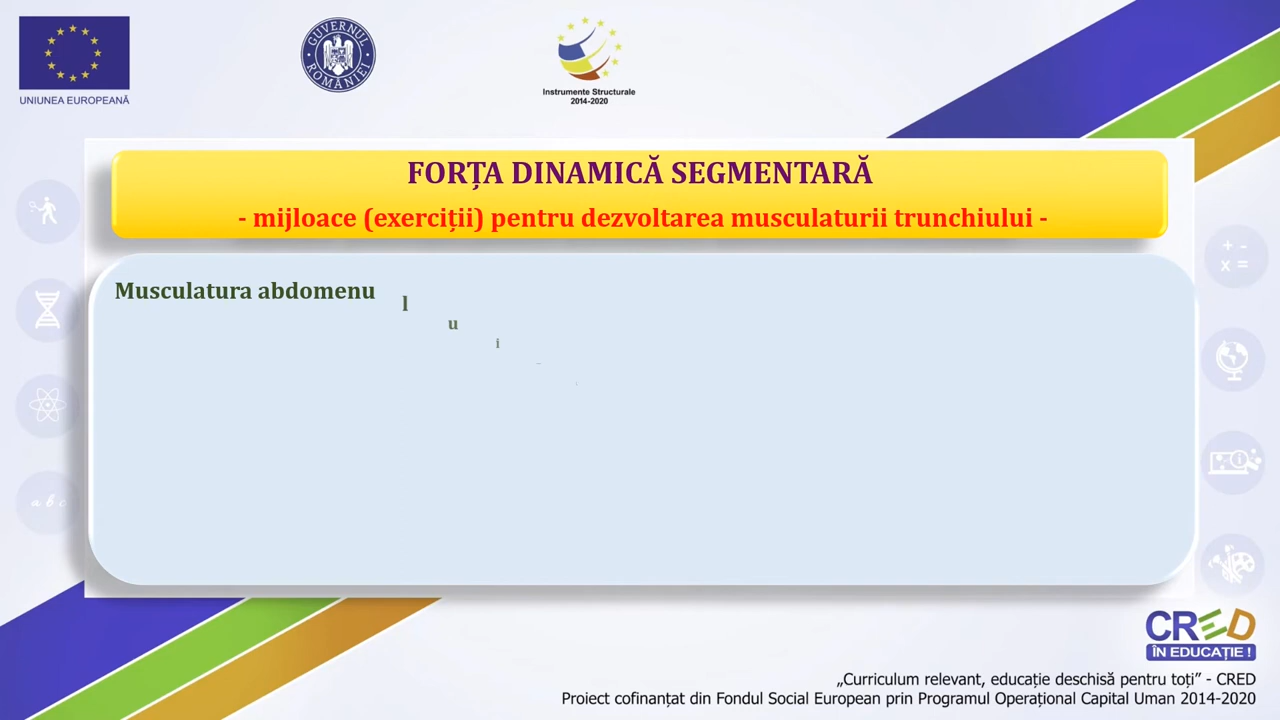 UNIUNEA EUROPEANĂ
GUVERNUL ROMÂNIEI
Instrumente Structurale
2014-2020
FORȚA DINAMICĂ SEGMENTARĂ
- mijloace (exerciții) pentru dezvoltarea musculaturii trunchiului -
Musculatura abdomenului
+ -
x =
a b c
CRED
ÎN EDUCAȚIE !
„Curriculum relevant, educație deschisă pentru toți” - CRED
Proiect cofinanțat din Fondul Social European prin Programul Operațional Capital Uman 2014-2020